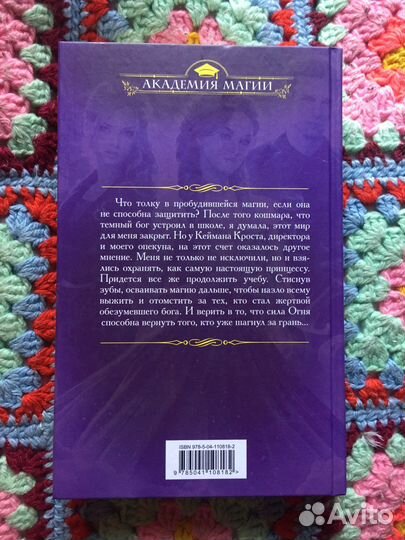 АКАДЕМИЯ МАГИИ
Что толку в пробудившейся магии, если она
не способна защитить? После того кошмара, что
темный бог устроил в школе, я думала, этот мир
для меня закрыт. Но у Кеймана Кроста, директора
и моего опекуна, на этот счет оказалось другое
мнение. Меня не только не исключили, но и взя-
лись охранять, как самую настоящую принцессу.
Придется все же продолжить учебу. Стиснув
зубы, осваивать магию дальше, чтобы назло всему
выжить и отомстить за тех, кто стал жертвой
обезумевшего бога. И верить в то, что сила Огня
способна вернуть того, кто уже шагнул за грань...
ISBN 978-5-04-110818-2
9 785041 108182 >
Avito